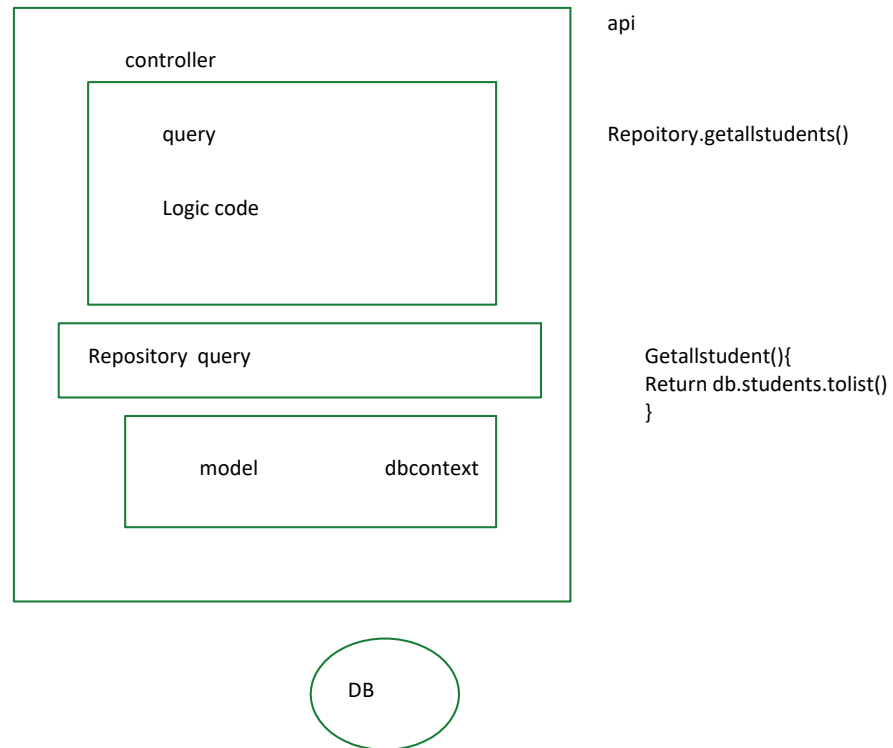 api
controller
query
Repoitory.getallstudents()
Logic code
Repository  query
Getallstudent(){
Return db.students.tolist()
}
model
dbcontext
DB